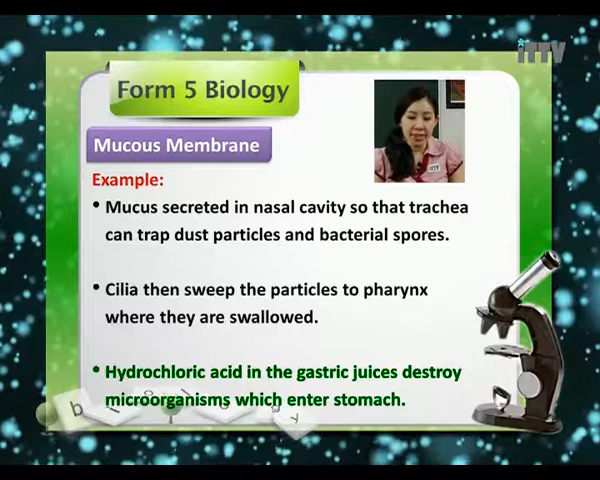 iTTV
Form 5 Biology
Mucous Membrane
Example:
• Mucus secreted in nasal cavity so that trachea
can trap dust particles and bacterial spores.
• Cilia then sweep the particles to pharynx
where they are swallowed.
• Hydrochloric acid in the gastric juices destroy
microorganisms which enter stomach.